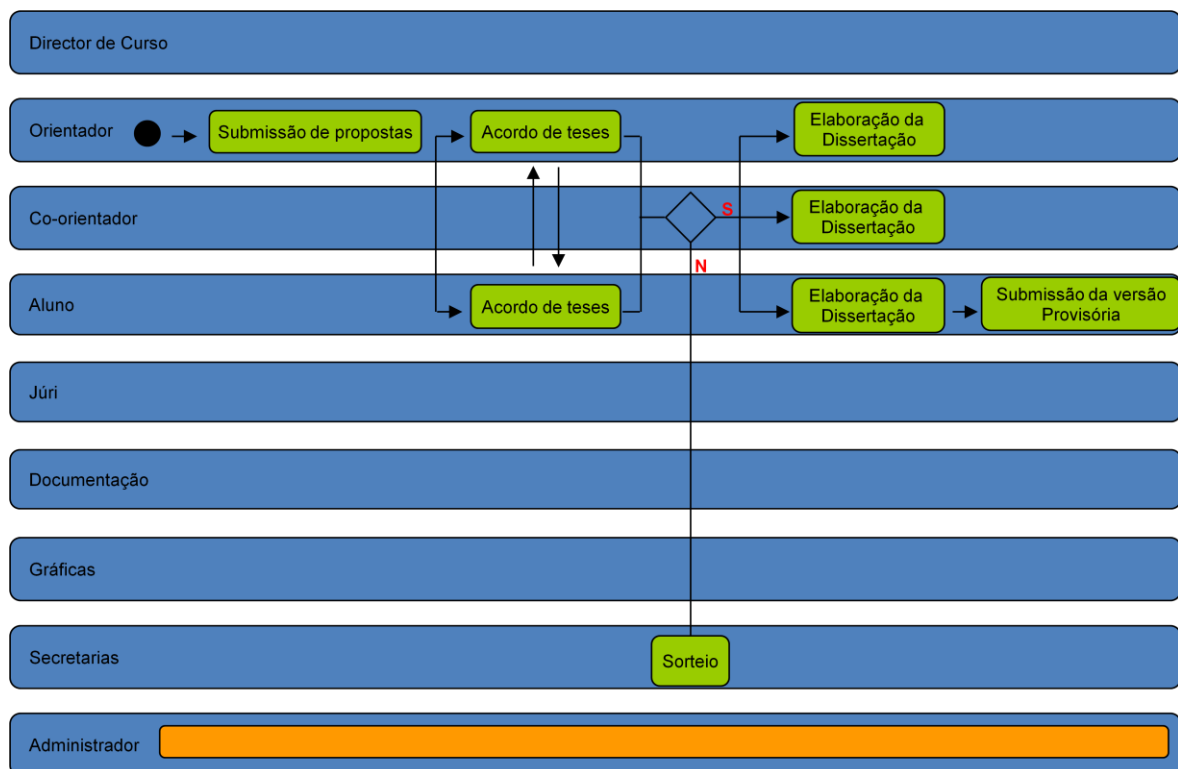 Director de Curso
Orientador
Submissão de propostas
Acordo de teses
Elaboração da
Dissertação
Co-orientador
S
Elaboração da
Dissertação
N
Aluno
Acordo de teses
Elaboração da
Dissertação
Submissão da versão
Provisória
Júri
Documentação
Gráficas
Secretarias
Sorteio
Administrador